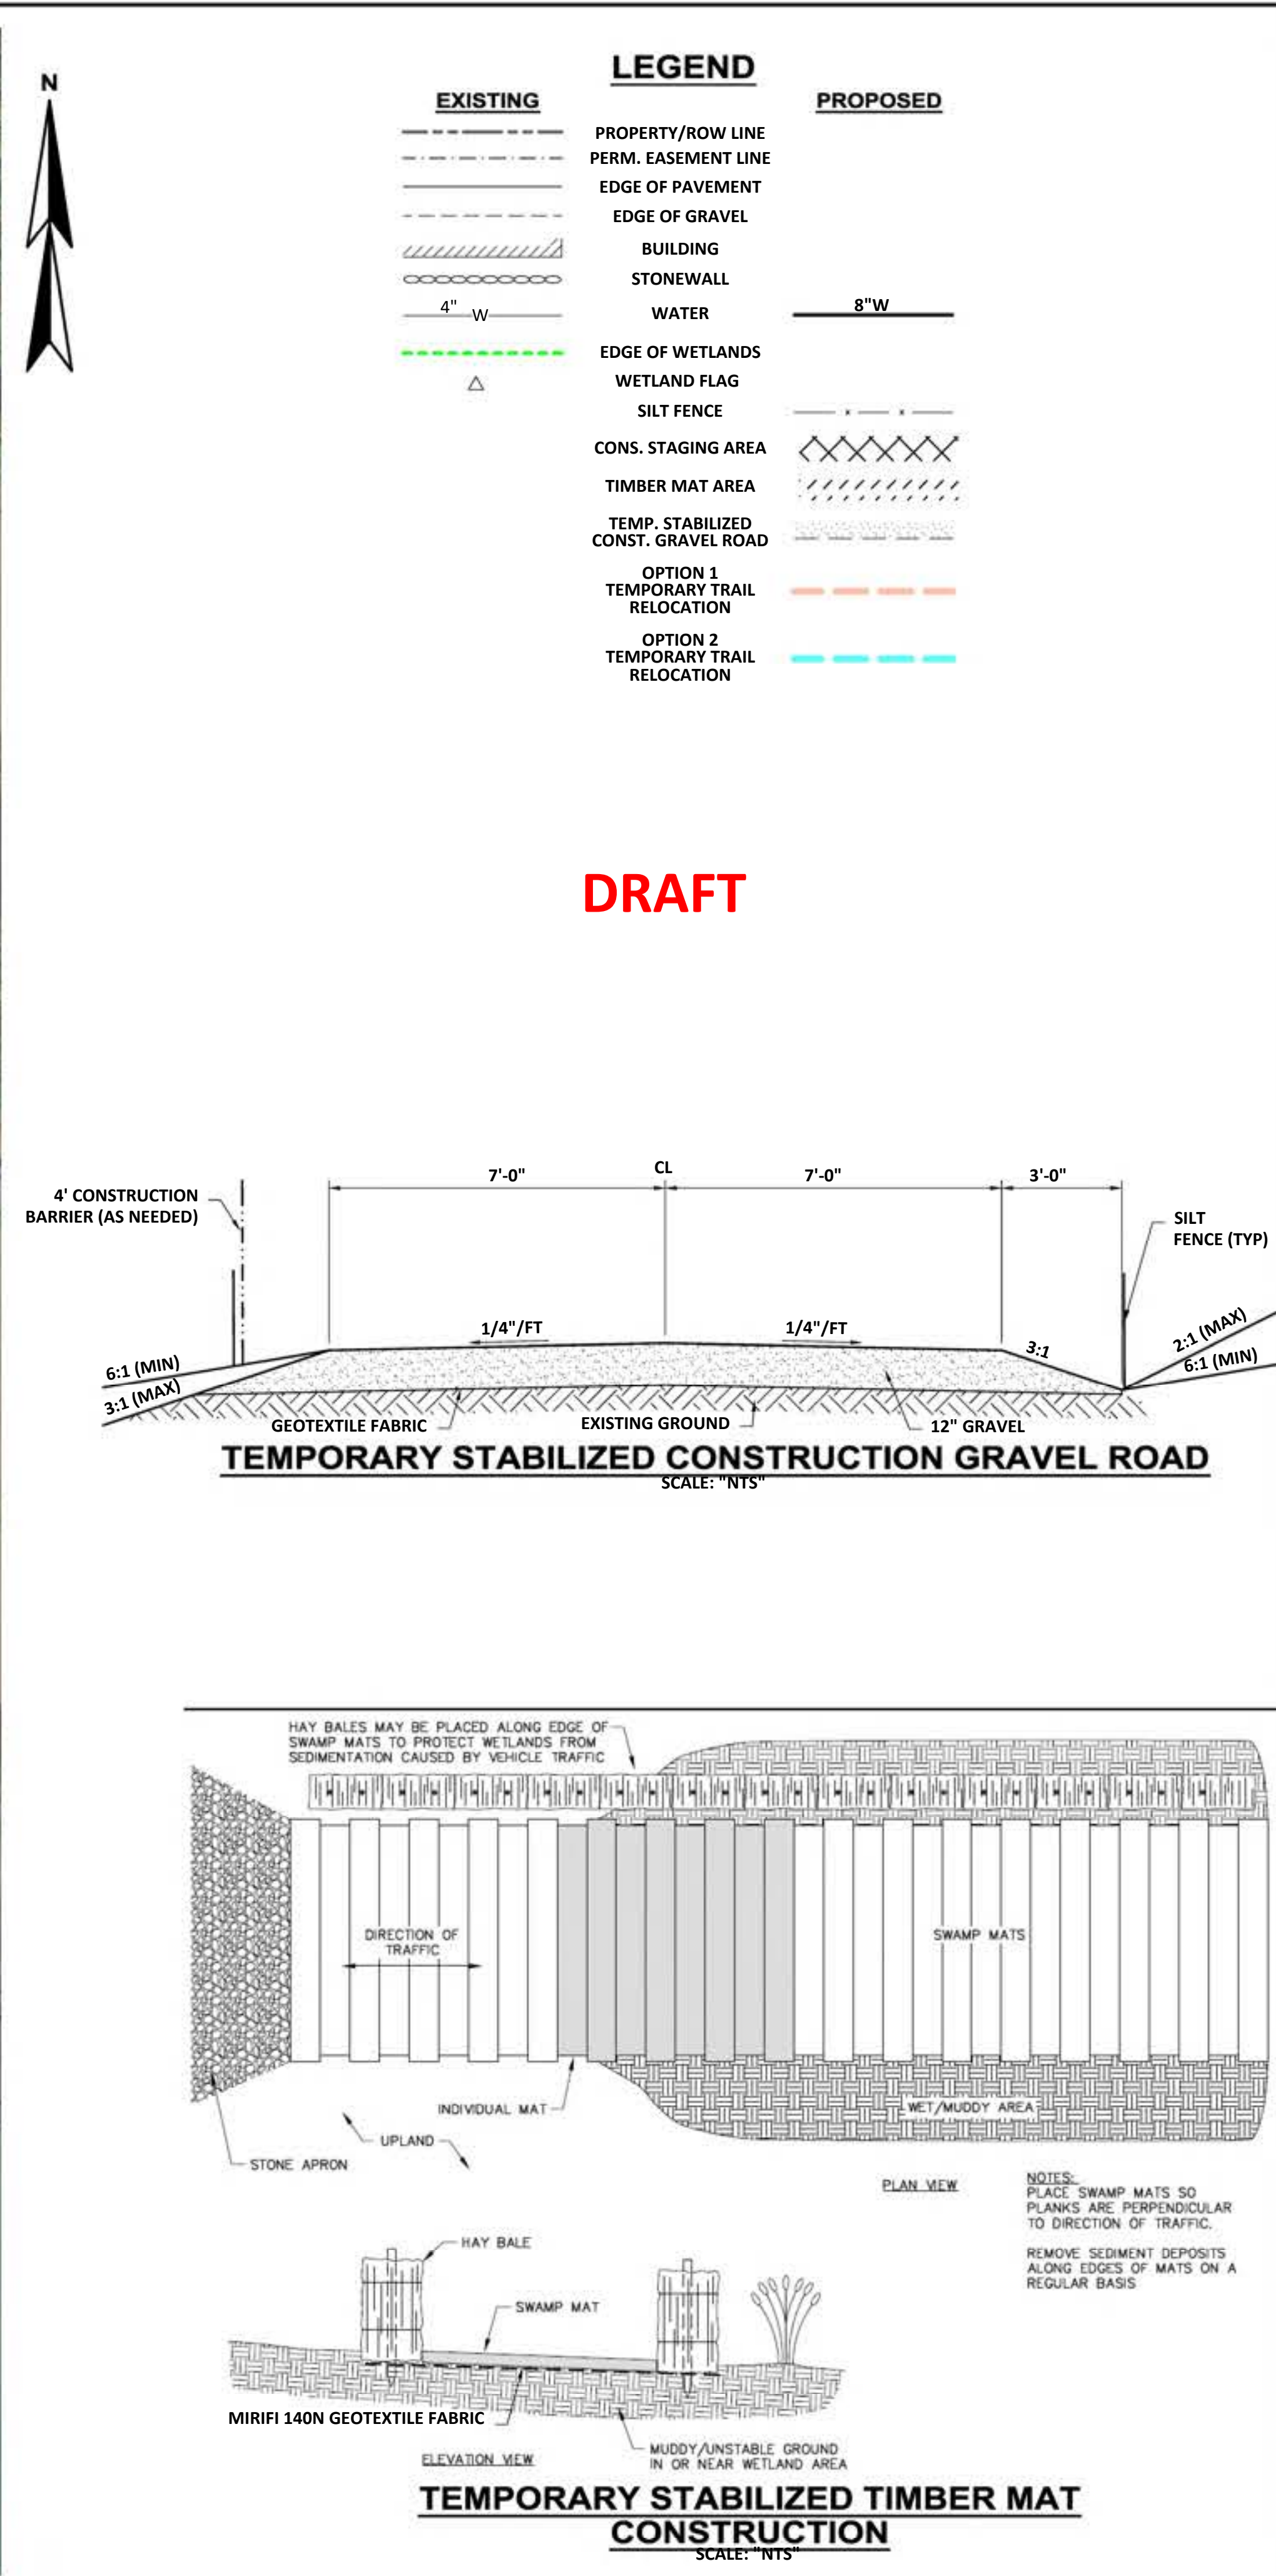 N
LEGEND
EXISTING
PROPOSED
PROPERTY/ROW LINE
PERM. EASEMENT LINE
EDGE OF PAVEMENT
EDGE OF GRAVEL
BUILDING
STONEWALL
4" W
WATER
8"W
EDGE OF WETLANDS
WETLAND FLAG
SILT FENCE
CONS. STAGING AREA
TIMBER MAT AREA
TEMP. STABILIZED
CONST. GRAVEL ROAD
OPTION 1
TEMPORARY TRAIL
RELOCATION
OPTION 2
TEMPORARY TRAIL
RELOCATION
DRAFT
7'-0"
CL
7'-0"
3'-0"
4' CONSTRUCTION
BARRIER (AS NEEDED)
SILT
FENCE (TYP)
1/4"/FT
1/4"/FT
3:1
2:1 (MAX)
6:1 (MIN)
6:1 (MIN)
3:1 (MAX)
GEOTEXTILE FABRIC
EXISTING GROUND
12" GRAVEL
TEMPORARY STABILIZED CONSTRUCTION GRAVEL ROAD
SCALE: "NTS"
HAY BALES MAY BE PLACED ALONG EDGE OF
SWAMP MATS TO PROTECT WETLANDS FROM
SEDIMENTATION CAUSED BY VEHICLE TRAFFIC
DIRECTION OF
TRAFFIC
SWAMP MATS
INDIVIDUAL MAT
WET/MUDDY AREA
UPLAND
STONE APRON
PLAN VIEW
NOTES:
PLACE SWAMP MATS SO
PLANKS ARE PERPENDICULAR
TO DIRECTION OF TRAFFIC.
REMOVE SEDIMENT DEPOSITS
ALONG EDGES OF MATS ON A
REGULAR BASIS
HAY BALE
SWAMP MAT
MIRIFI 140N GEOTEXTILE FABRIC
MUDDY/UNSTABLE GROUND
IN OR NEAR WETLAND AREA
ELEVATION VIEW
TEMPORARY STABILIZED TIMBER MAT
CONSTRUCTION
SCALE: "NTS"